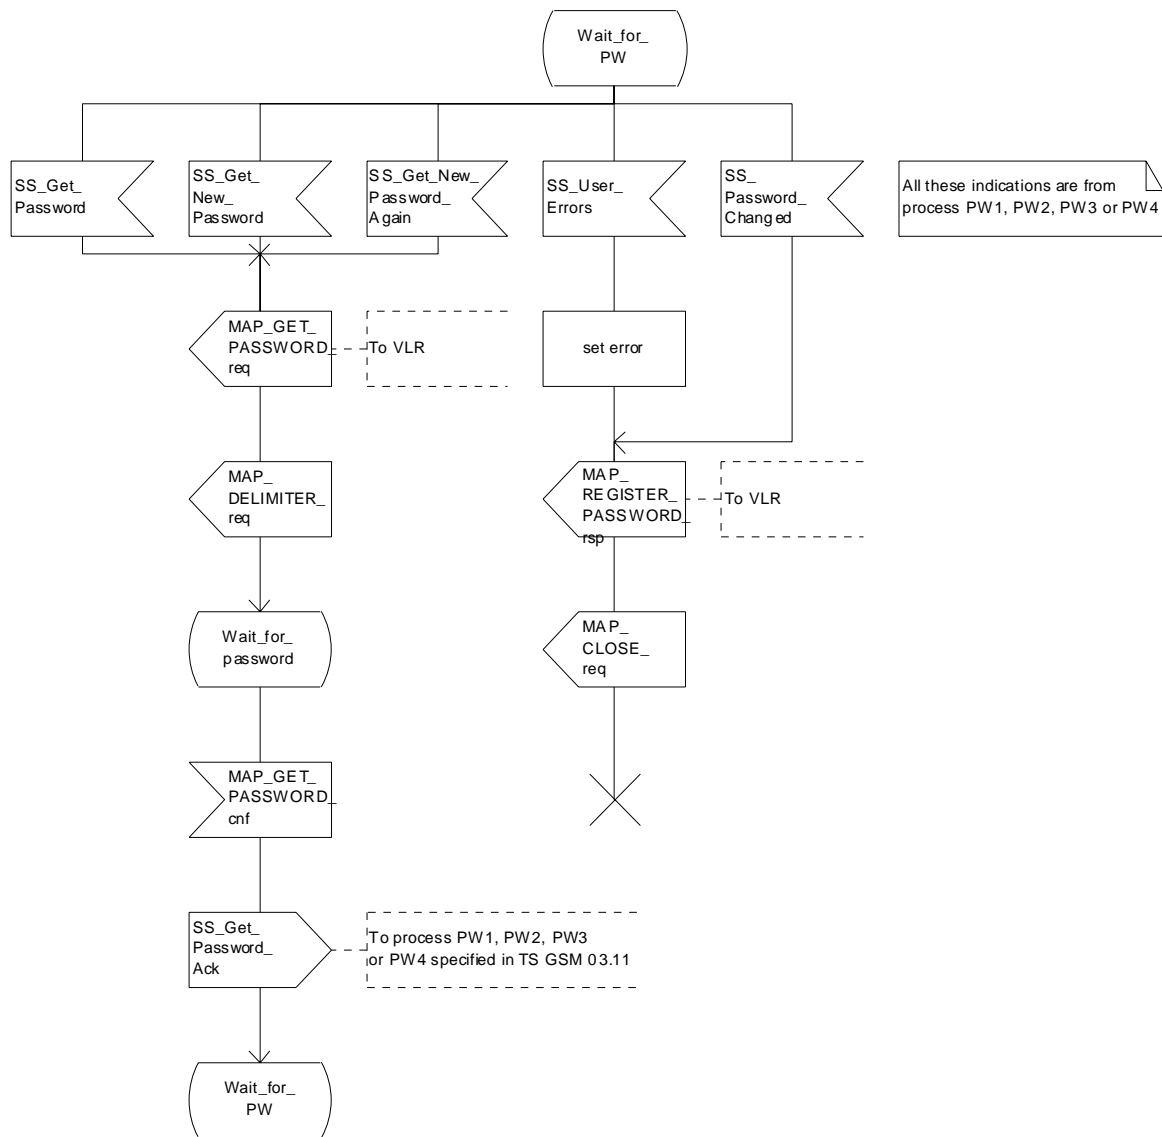 Wait_for_
PW
SS_Get_
Password
SS_Get_
New_
Password
SS_Get_New_
Password_
Again
SS_User_
Errors
SS_
Password_
Changed
All these indications are from
process PW1, PW2, PW3 or PW4
MAP_GET_
PASSWORD_
req
To VLR
set error
MAP_
DELIMITER_
req
MAP_
REGISTER_
PASSWORD_
rsp
To VLR
Wait_for_
password
MAP_
CLOSE_
req
MAP_GET_
PASSWORD_
cnf
SS_Get_
Password_
Ack
To process PW1, PW2, PW3
or PW4 specified in TS GSM 03.11
Wait_for_
PW